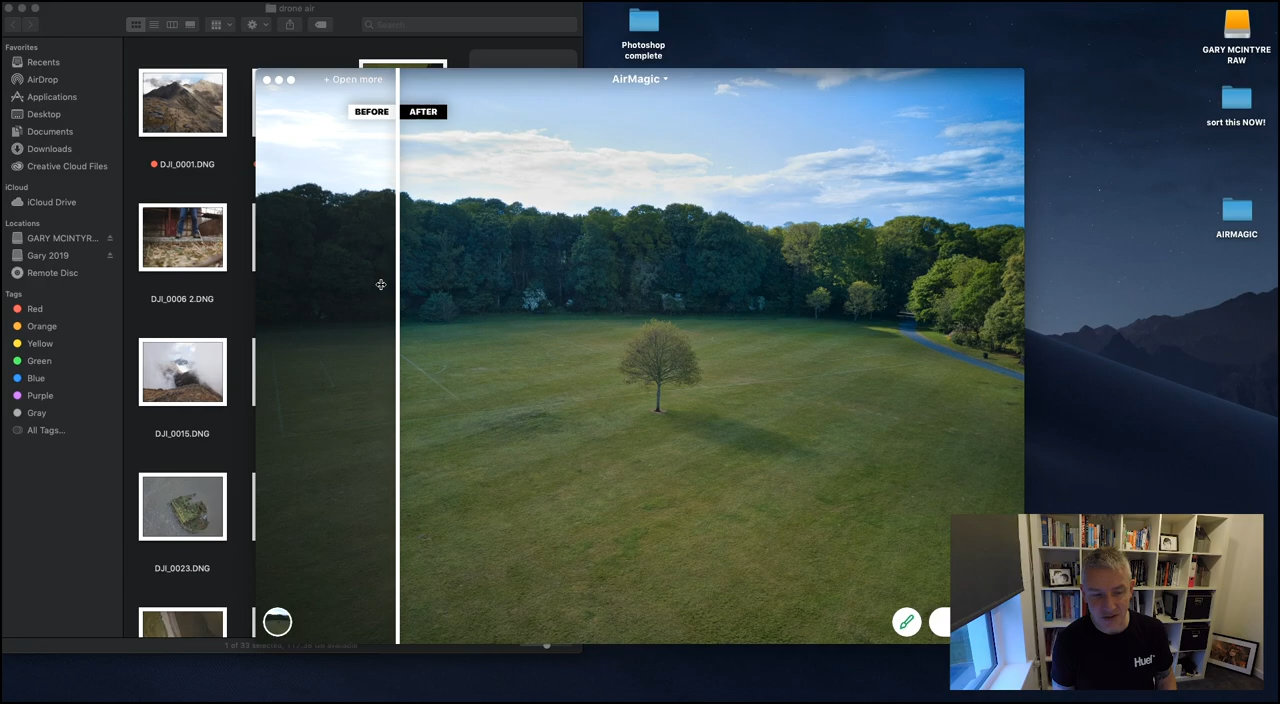 drone air
Search
Favorites
Recents
AirDrop
Applications
Desktop
Documents
Downloads
Creative Cloud Files
iCloud
iCloud Drive
Locations
GARY MCINTYR...
Gary 2019
Remote Disc
Tags
Red
Orange
Yellow
Green
Blue
Purple
Gray
All Tags...
DJI_0001.DNG
DJI_0006 2.DNG
DJI_0015.DNG
DJI_0023.DNG
+ Open more
AirMagic
BEFORE
AFTER
Photoshop
complete
GARY MCINTYRE
RAW
sort this NOW!
AIRMAGIC
Huel